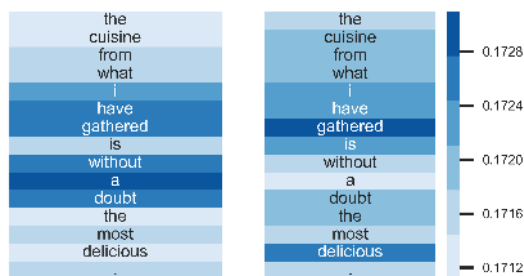 the
cuisine
from
what
i
have
gathered
is
without
a
doubt
the
most
delicious
.
the
cuisine
from
what
i
have
gathered
is
without
a
doubt
the
most
delicious
.
0.1728
0.1724
0.1720
0.1716
0.1712